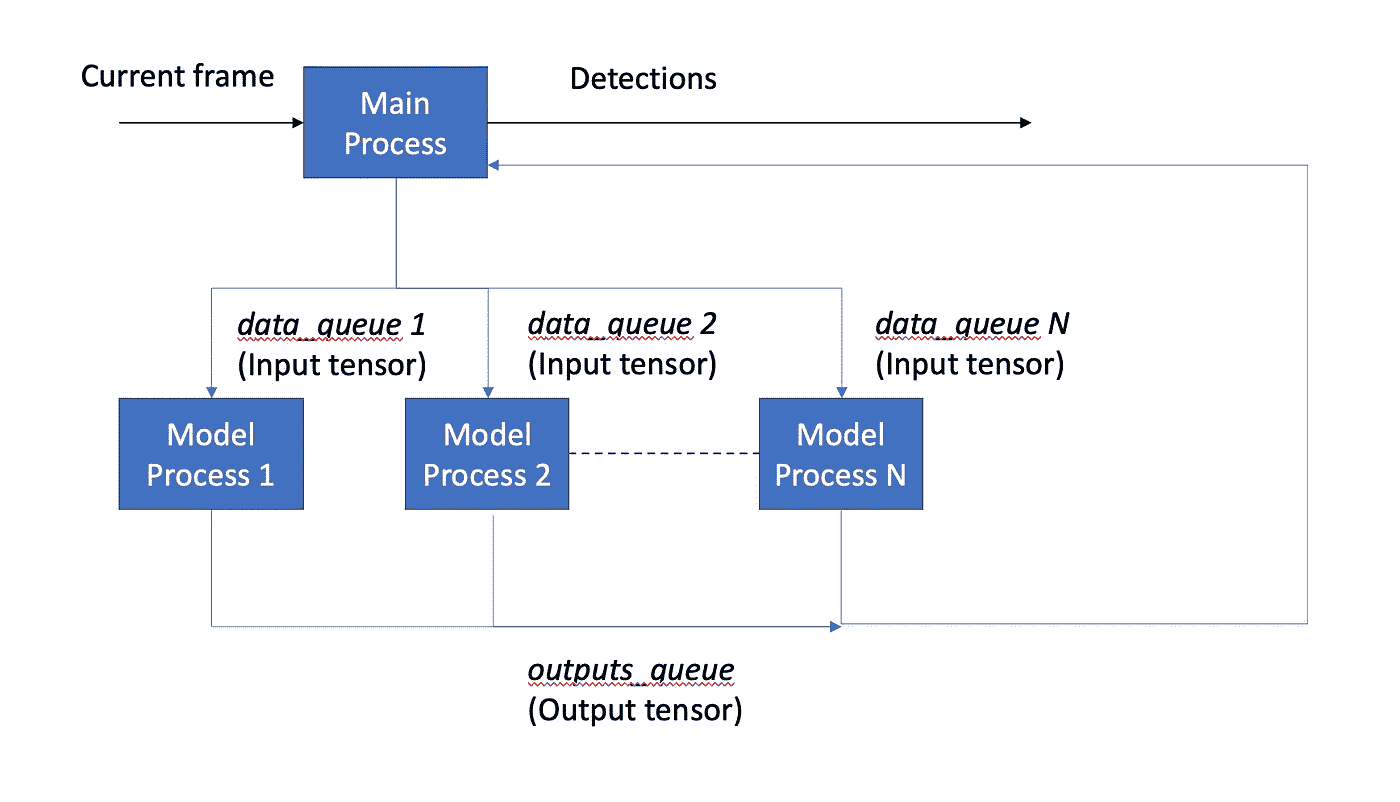 Current frame
Main
Process
Detections
data_queue 1
(Input tensor)
data_queue 2
(Input tensor)
data_queue N
(Input tensor)
Model
Process 1
Model
Process 2
Model
Process N
outputs_queue
(Output tensor)